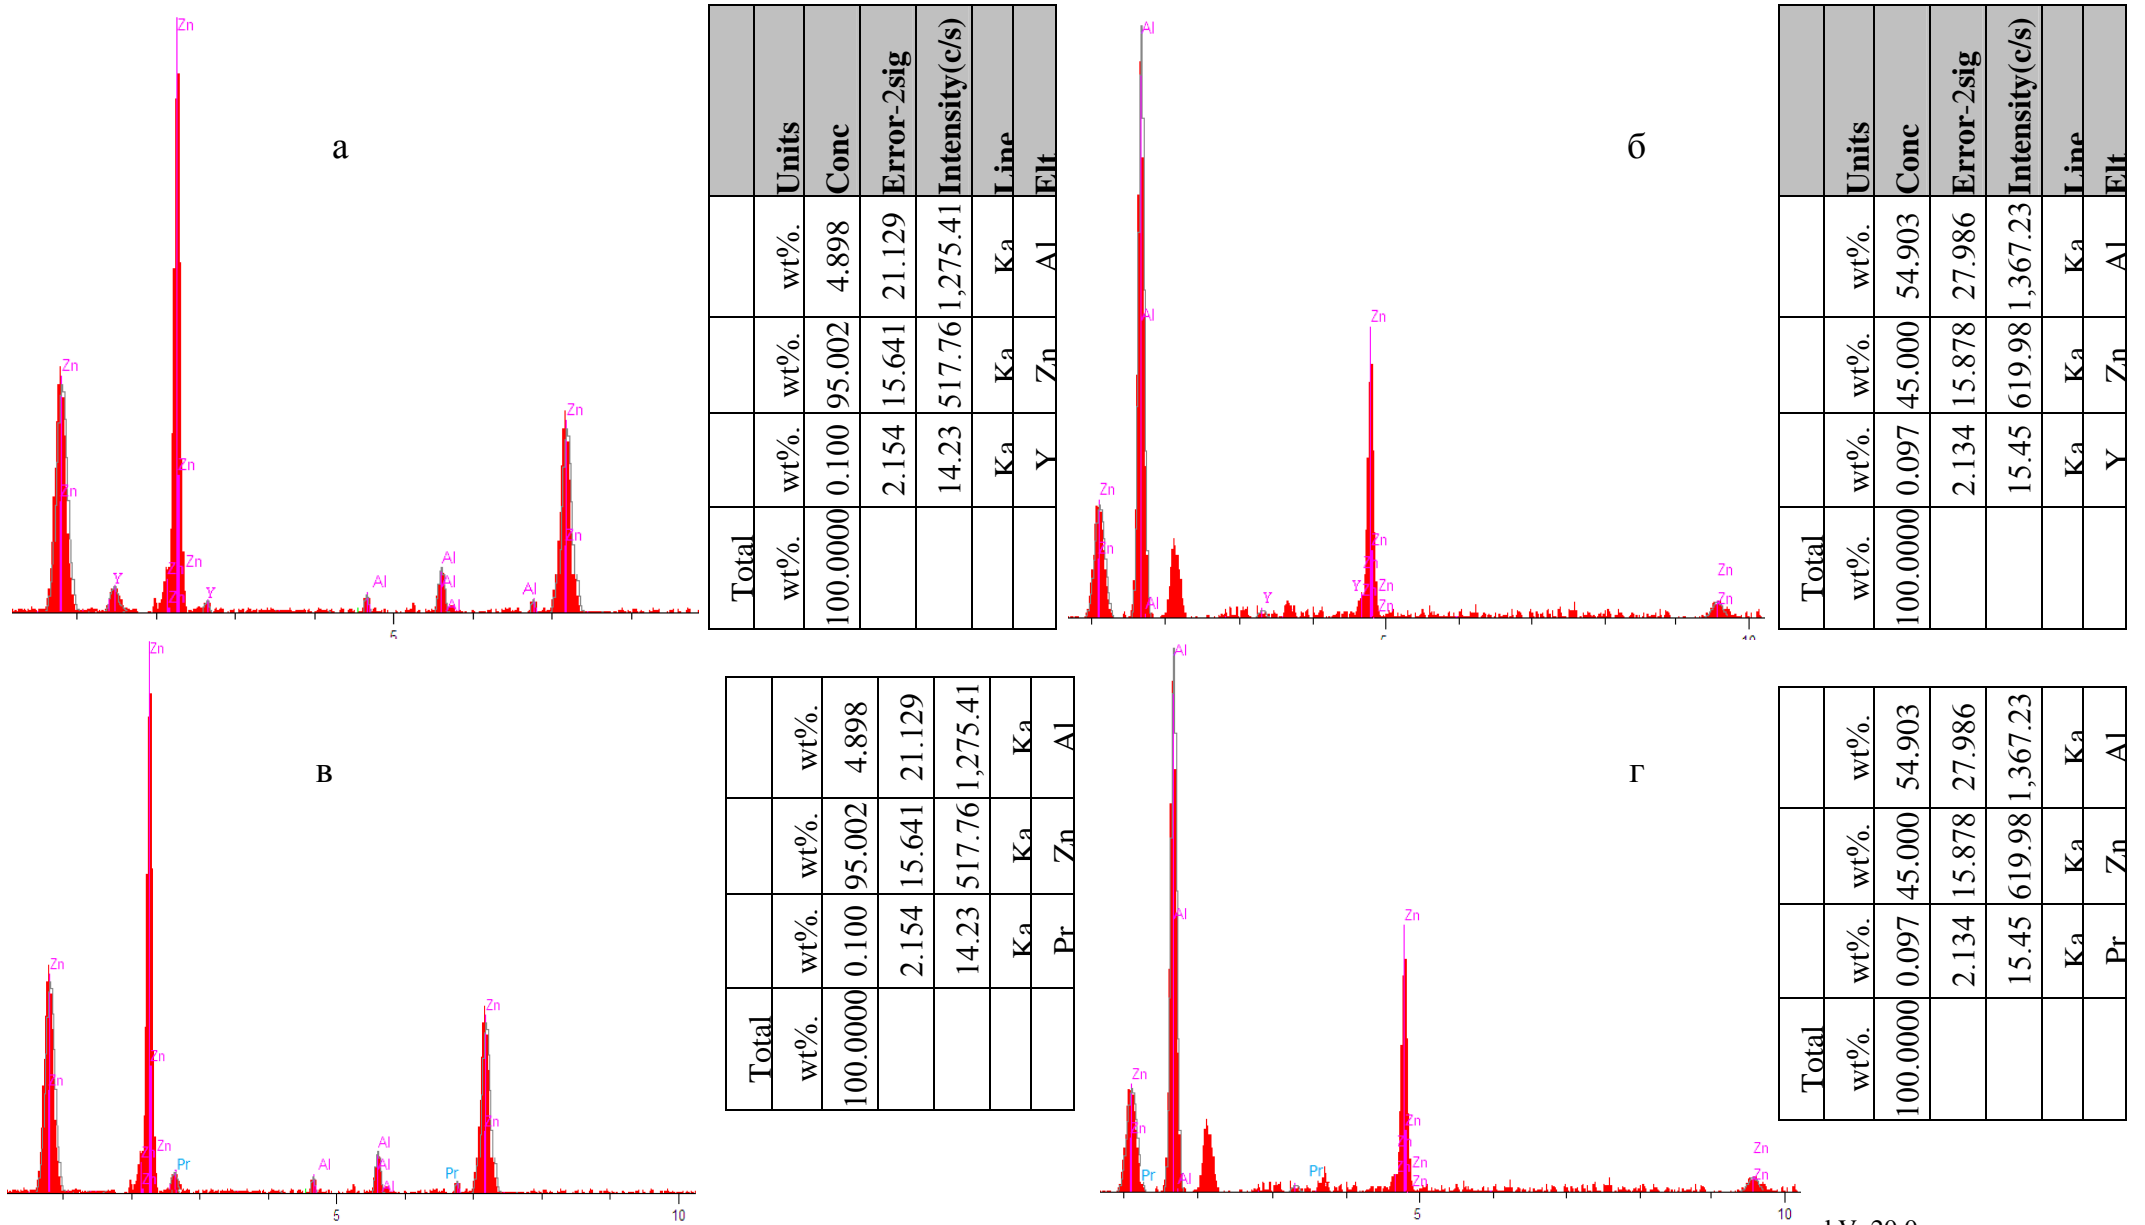 Zn
Zn
Zn
Zn
Zn
Zn
Z
Z
Zn
Zn
Y
Y
Al
Al
Al
Al
Al
5
а
Units Conc Error-2sig Intensity(c/s) Line Elt
wt%. 4.898 21.129 1,275.41 Ka Al
wt%. 95.002 15.641 517.76 Ka Zn
wt%. 0.100 2.154 14.23 Ka Y
Total wt%. 100.0000
Al
Al
Al
Zn
Zn
Zn
Zn
Zn
Zn
Zn
Y
Y
Zn
Zn
5
10
б
Units Conc Error-2sig Intensity(c/s) Line Elt
wt%. 54.903 27.986 1,367.23 Ka Al
wt%. 45.000 15.878 619.98 Ka Zn
wt%. 0.097 2.134 15.45 Ka Y
Total wt%. 100.0000
Zn
Zn
Zn
Zn
Zn
Z
Z
Pr
Al
Al
Al
Al
Pr
Zn
Zn
Zn
5
10
в
wt%. 4.898 21.129 1,275.41 Ka Al
wt%. 95.002 15.641 517.76 Ka Zn
wt%. 0.100 2.154 14.23 Ka Pr
Total wt%. 100.0000
Al
Al
Al
Zn
Zn
Pr
Pr
Zn
Zn
Zn
Zn
Zn
Zn
Zn
5
10
г
wt%. 54.903 27.986 1,367.23 Ka Al
wt%. 45.000 15.878 619.98 Ka Zn
wt%. 0.097 2.134 15.45 Ka Pr
Total wt%. 100.0000